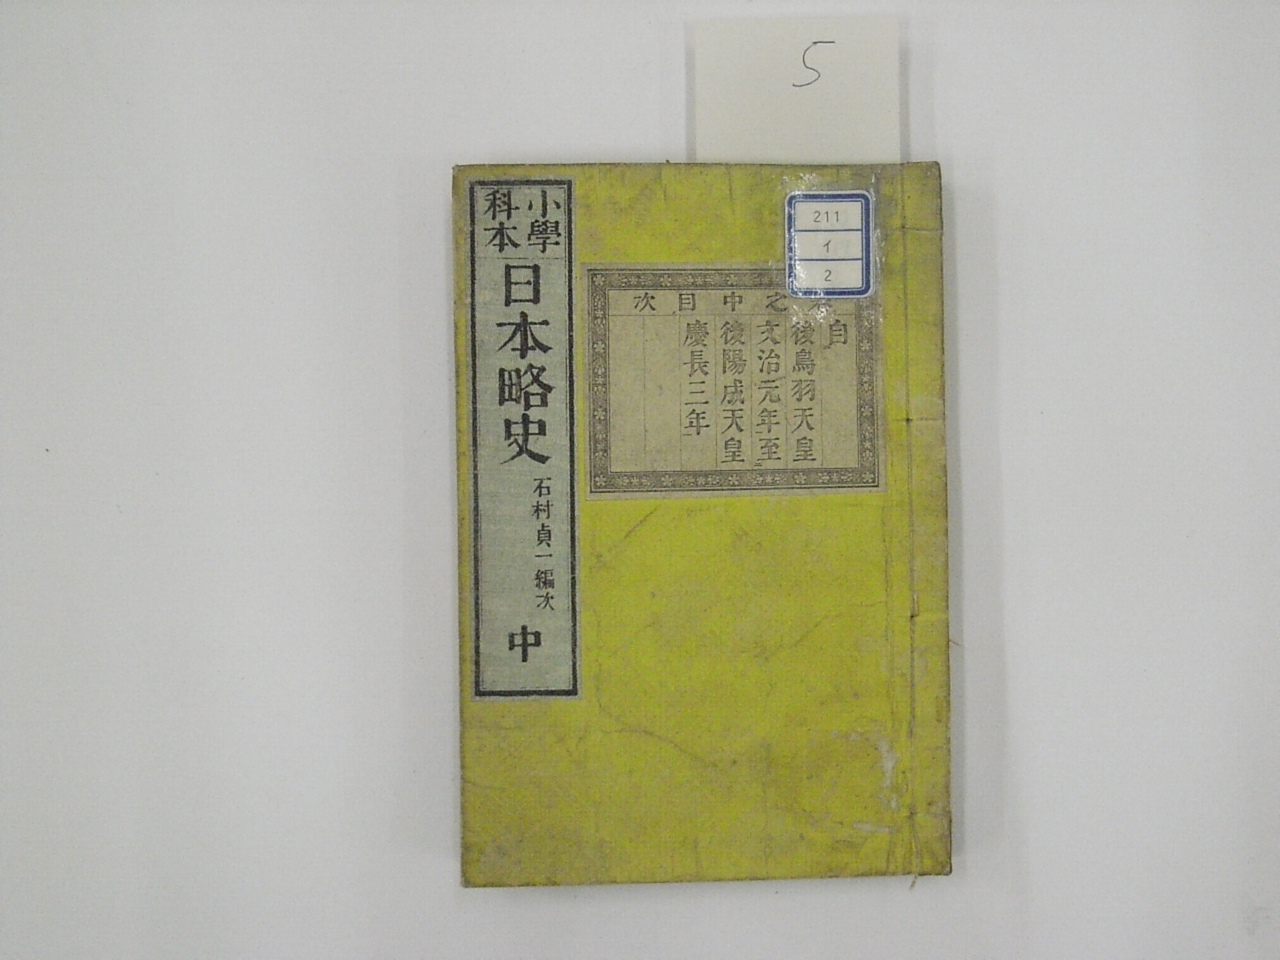 5
211
イ
2
巻之中目次
自
後鳥羽天皇
文治元年至
後陽成天皇
慶長三年
小學
科本
日本略史
石村貞一編次
中